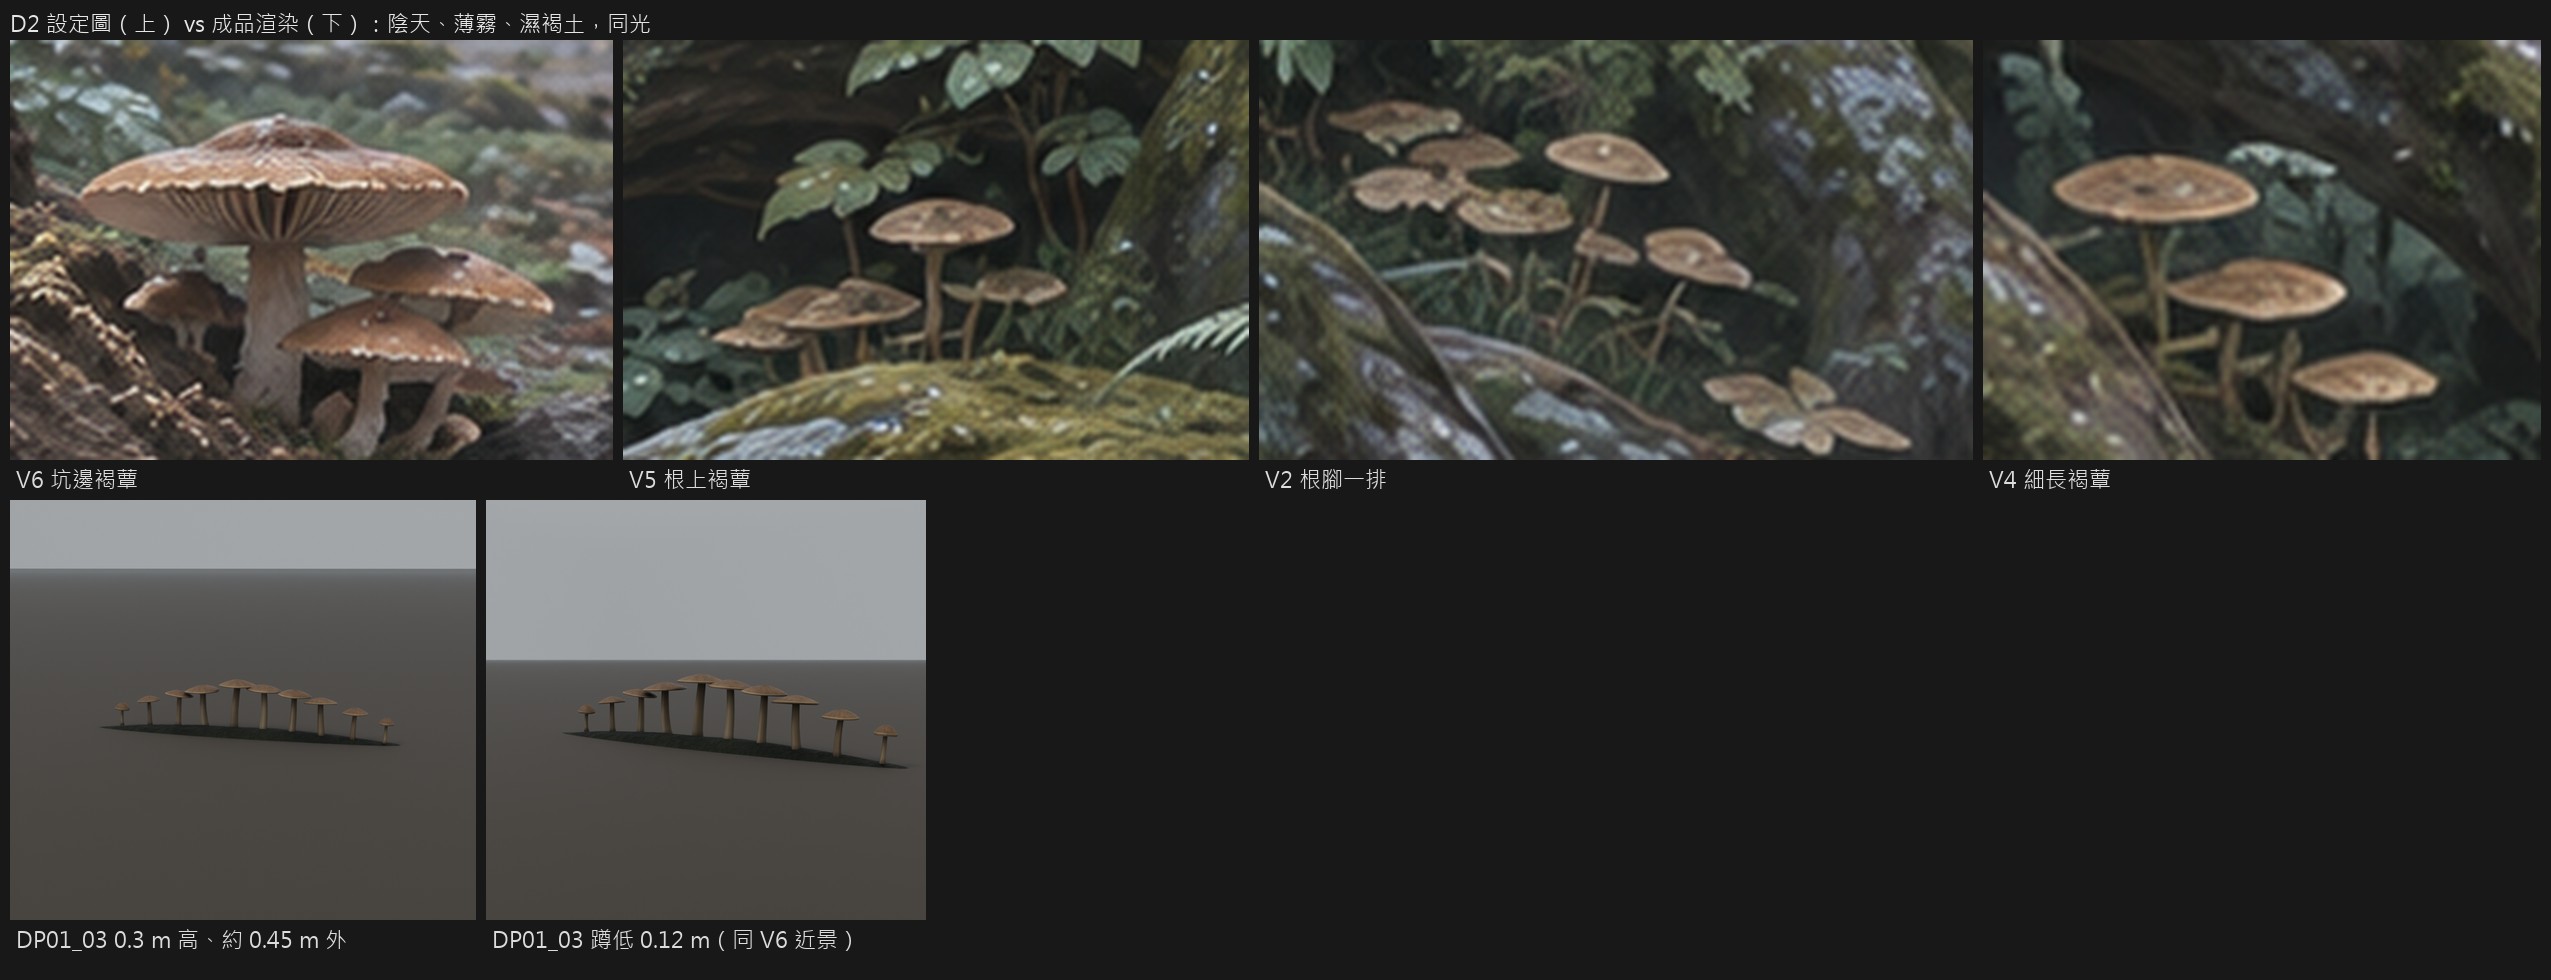 D2 設定圖（上） vs 成品渲染（下）：陰天、薄霧、濕褐土，同光
V6 坑邊褐蕈
V5 根上褐蕈
V2 根腳一排
V4 細長褐蕈
DP01_03 0.3 m 高、約 0.45 m 外
DP01_03 蹲低 0.12 m（同 V6 近景）